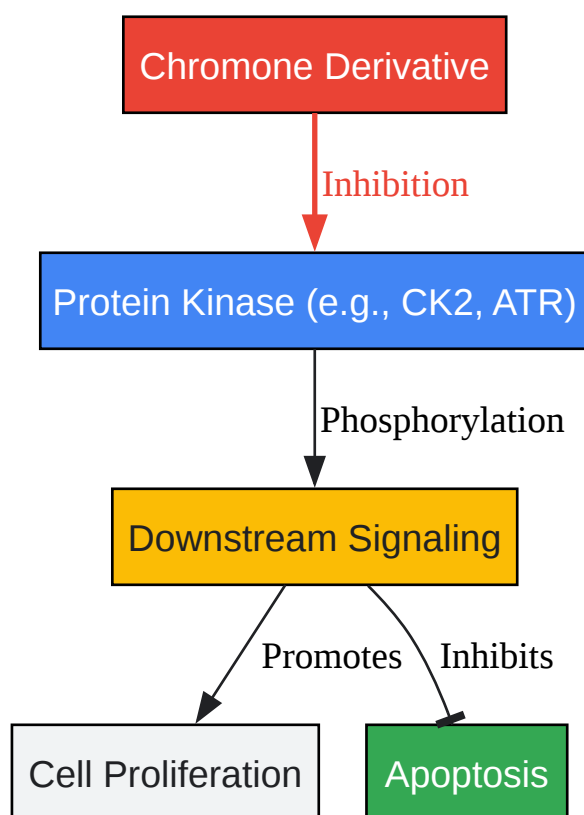 Chromone Derivative
Inhibition
Protein Kinase (e.g., CK2, ATR)
Phosphorylation
Downstream Signaling
Promotes
Inhibits
Cell Proliferation
Apoptosis